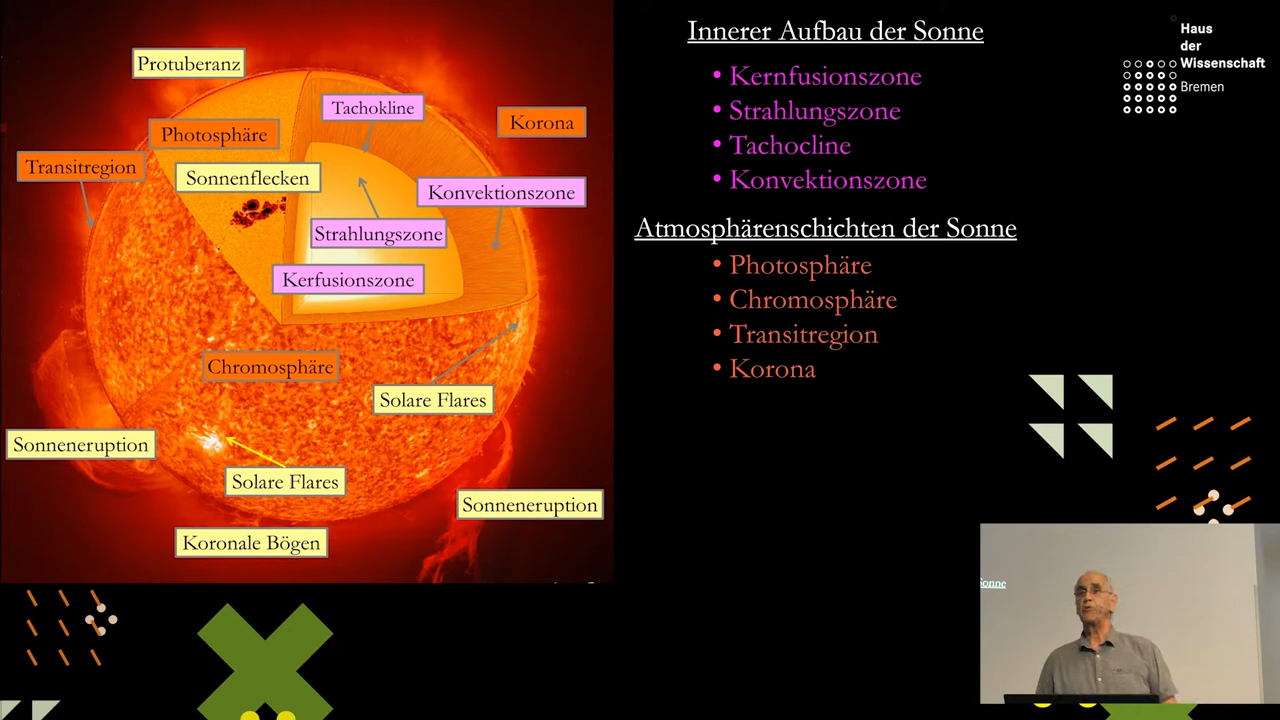 Protuberanz
Tachokline
Korona
Photosphäre
Transitregion
Sonnenflecken
Konvektionszone
Strahlungszone
Kerfusionszone
Chromosphäre
Solare Flares
Sonneneruption
Solare Flares
Sonneneruption
Koronale Bögen
Innerer Aufbau der Sonne
• Kernfusionszone
• Strahlungszone
• Tachocline
• Konvektionszone
Atmosphärenschichten der Sonne
• Photosphäre
• Chromosphäre
• Transitregion
• Korona
Haus
der
Wissenschaft
Bremen
Sonne